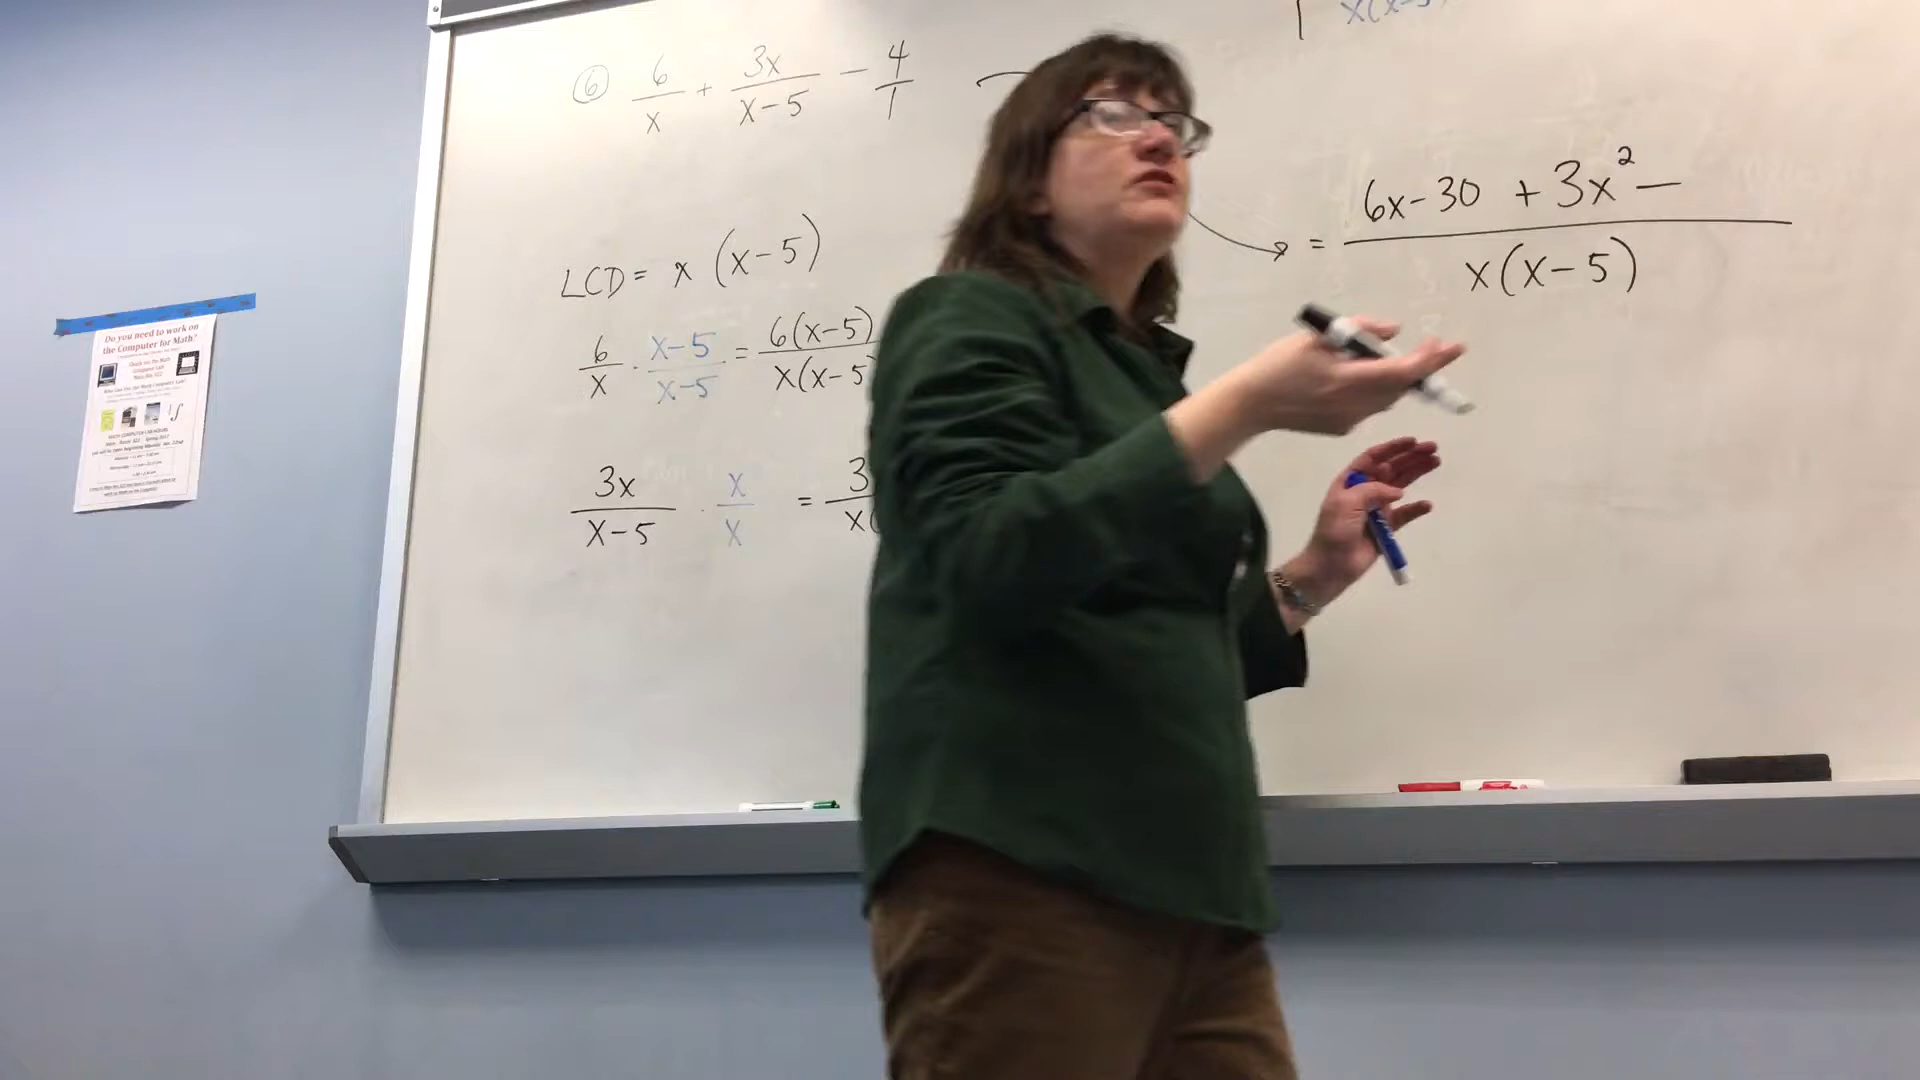 ⑥ 6/x + 3x/(x-5) - 4/1
LCD = x (x-5)
6/x · x-5/x-5 = 6(x-5)/x(x-5
3x/x-5 · x/x = 3/x(
x(x-5)
= 6x-30 + 3x² - / x(x-5)
Do you need to work on
the Computer for Math?